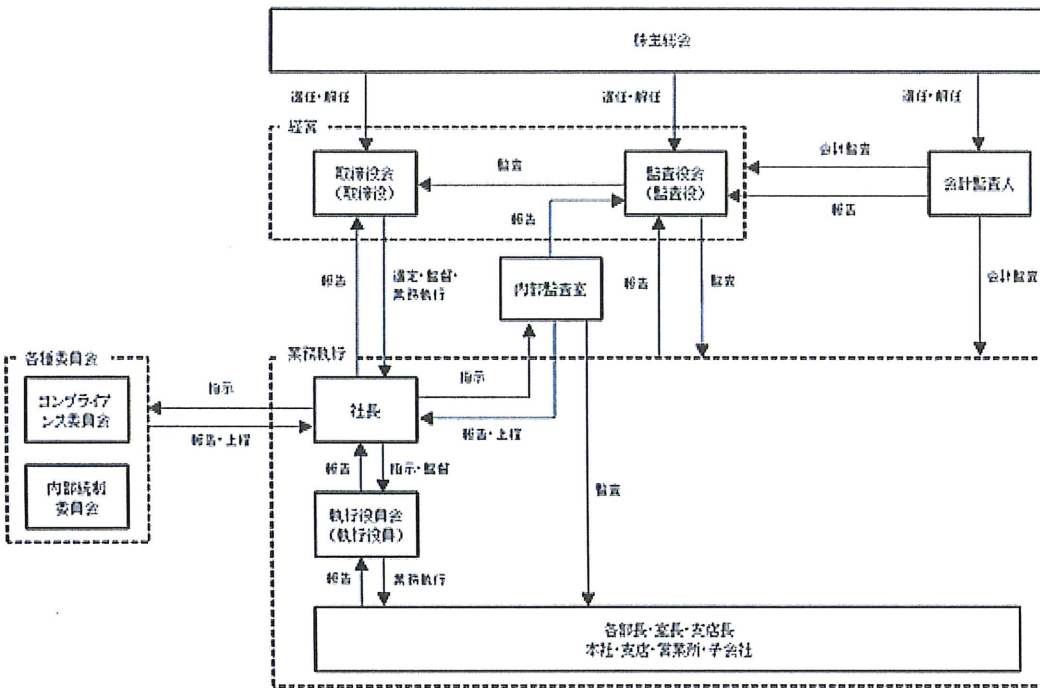 株主総会
選任・解任
選任・解任
選任・解任
経営
取締役会
(取締役)
監査
監査役会
(監査役)
会計監査
会計監査人
報告
報告
報告
選定・監督・
業務執行
内部監査室
報告
監査
会計監査
各種委員会
業務執行
コンプライア
ンス委員会
指示
社長
指示
報告・上程
報告・上程
内部統制
委員会
報告
指示・監督
監査
執行役員会
(執行役員)
報告
業務執行
各部長・室長・支店長
本社・支店・営業所・子会社